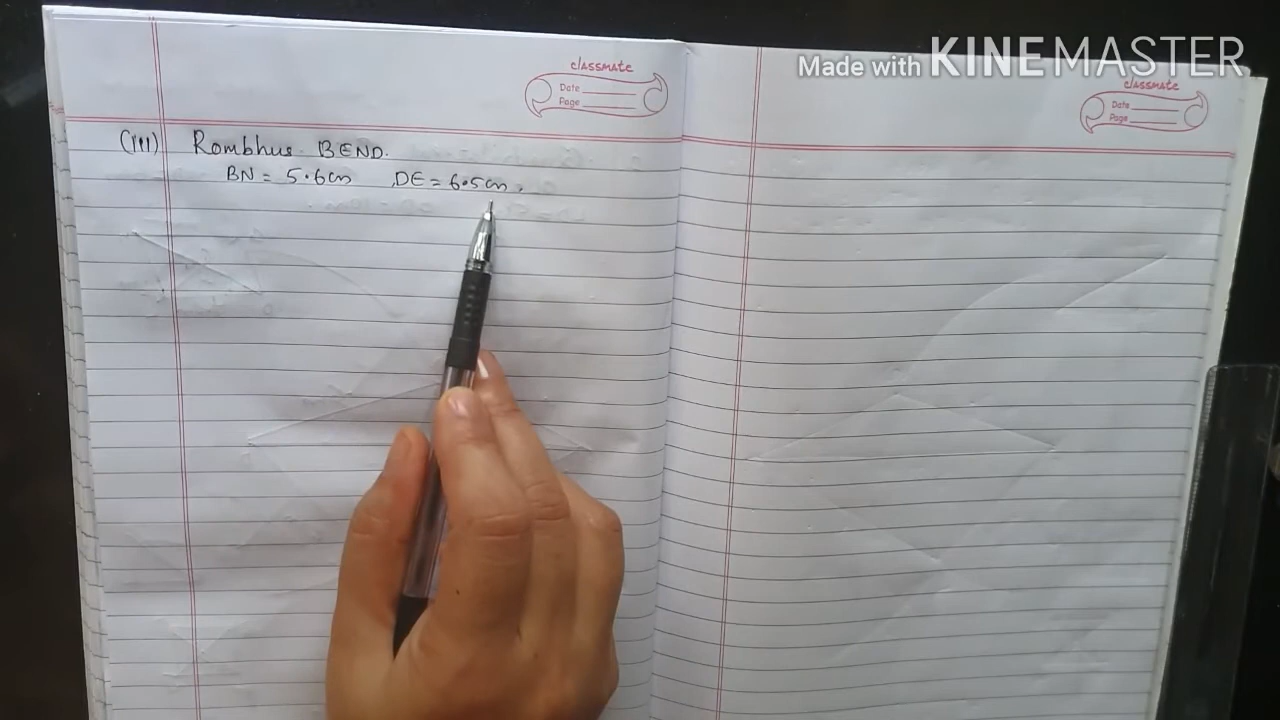 Made with KINEMASTER
classmate
Date
Page
classmate
Date
Page
(III) Rombhus BEND.
BN = 5.6cm DE = 6.5cm.